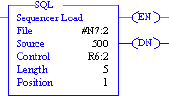 SQL
Sequencer Load
File #N7:2
Source 500
Control R6:2
Length 5
Position 1
EN
DN